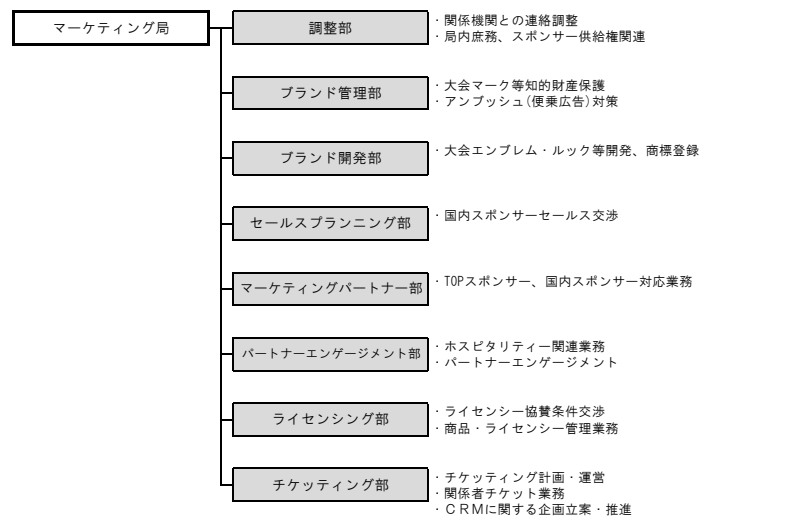 マーケティング局
調整部
・関係機関との連絡調整
・局内庶務、スポンサー供給権関連
ブランド管理部
・大会マーク等知的財産保護
・アンブッシュ(便乗広告)対策
ブランド開発部
・大会エンブレム・ルック等開発、商標登録
セールスプランニング部
・国内スポンサーセールス交渉
マーケティングパートナー部
・TOPスポンサー、国内スポンサー対応業務
パートナーエンゲージメント部
・ホスピタリティー関連業務
・パートナーエンゲージメント
ライセンシング部
・ライセンシー協賛条件交渉
・商品・ライセンシー管理業務
チケッティング部
・チケッティング計画・運営
・関係者チケット業務
・ＣＲＭに関する企画立案・推進